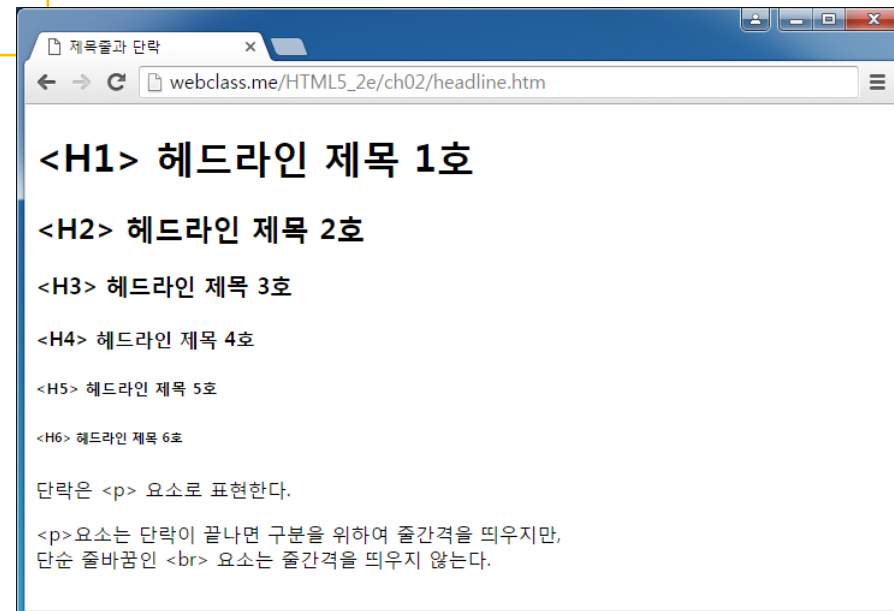 제목줄과 단락
webclass.me/HTML5_2e/ch02/headline.htm
<H1> 헤드라인 제목 1호
<H2> 헤드라인 제목 2호
<H3> 헤드라인 제목 3호
<H4> 헤드라인 제목 4호
<H5> 헤드라인 제목 5호
<H6> 헤드라인 제목 6호
단락은 <p> 요소로 표현한다.
<p>요소는 단락이 끝나면 구분을 위하여 줄간격을 띄우지만,
단순 줄바꿈인 <br> 요소는 줄간격을 띄우지 않는다.